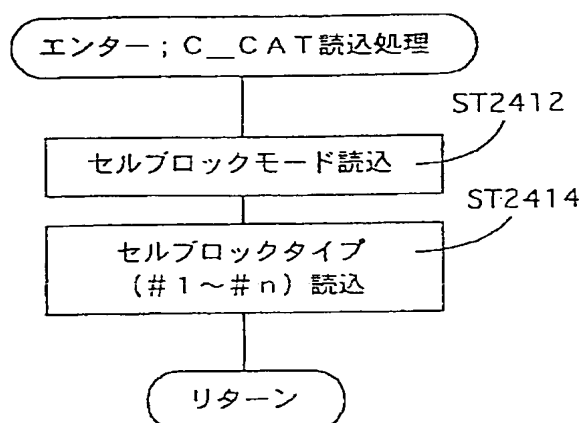 エンター；C__CAT読込処理
ST2412
セルブロックモード読込
ST2414
セルブロックタイプ
（＃1～＃n）読込
リターン